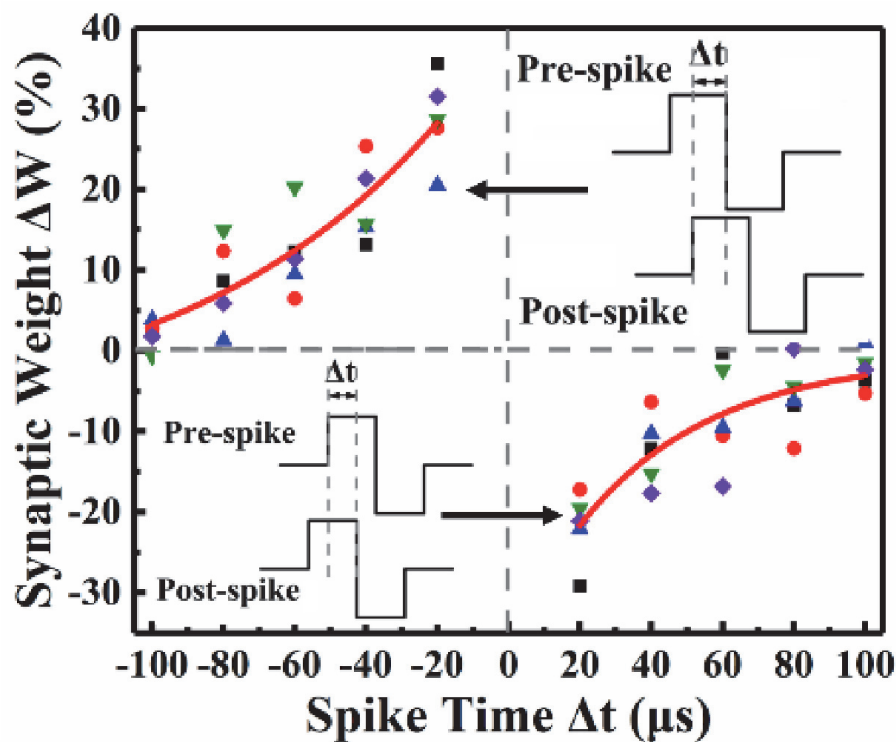 Synaptic Weight ΔW (%)
40
30
20
10
0
-10
-20
-30
Δt
Pre-spike
Post-spike
Δt
Pre-spike
Post-spike
-100 -80 -60 -40 -20 0 20 40 60 80 100
Spike Time Δt (μs)